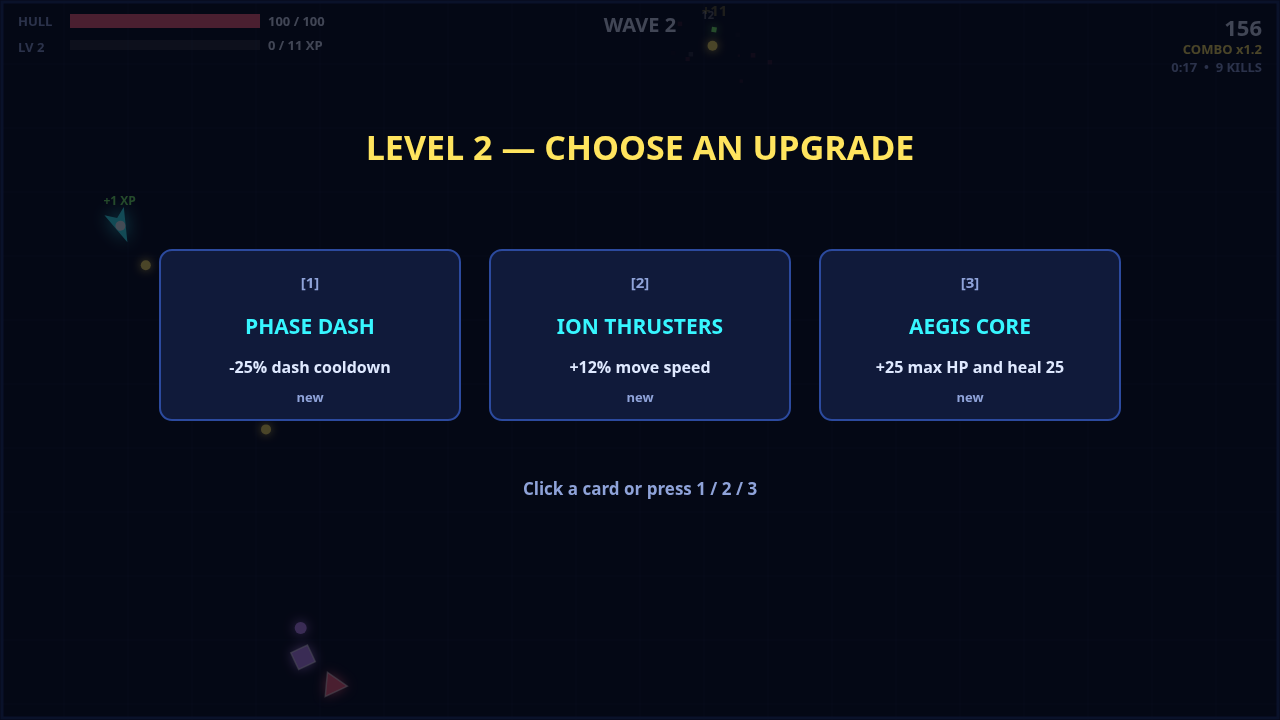 HULL 100 / 100
LV 2 0 / 11 XP
WAVE 2
156
COMBO x1.2
0:17 • 9 KILLS
LEVEL 2 — CHOOSE AN UPGRADE
+1 XP
[1]
PHASE DASH
-25% dash cooldown
new
[2]
ION THRUSTERS
+12% move speed
new
[3]
AEGIS CORE
+25 max HP and heal 25
new
Click a card or press 1 / 2 / 3